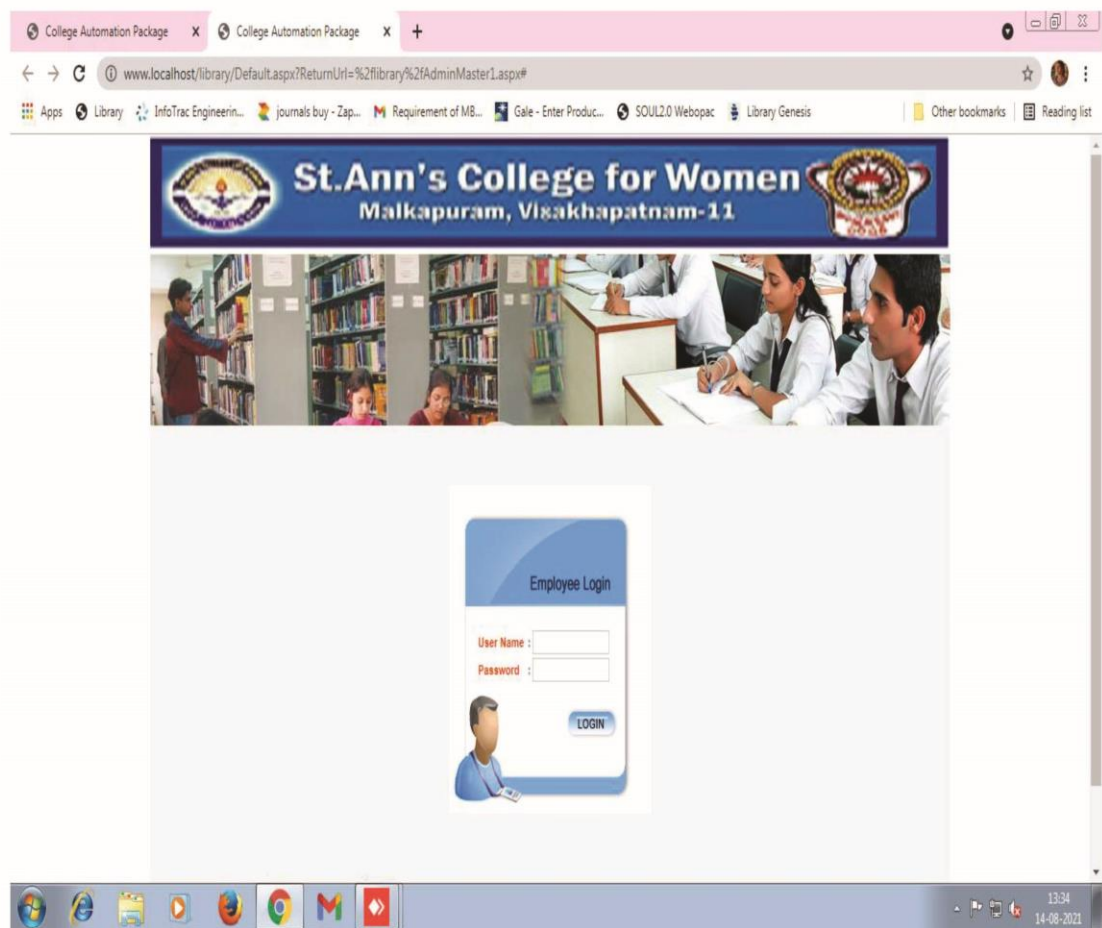 College Automation Package
College Automation Package
www.localhost/library/Default.aspx?ReturnUrl=%2flibrary%2fAdminMaster1.aspx#
Apps Library InfoTrac Engineerin... journals buy - Zap... Requirement of MB... Gale - Enter Produc... SOUL2.0 Webopac Library Genesis Other bookmarks Reading list
St.Ann's College for Women
Malkapuram, Visakhapatnam-11
Employee Login
User Name :
Password :
LOGIN
13:34
14-08-2021